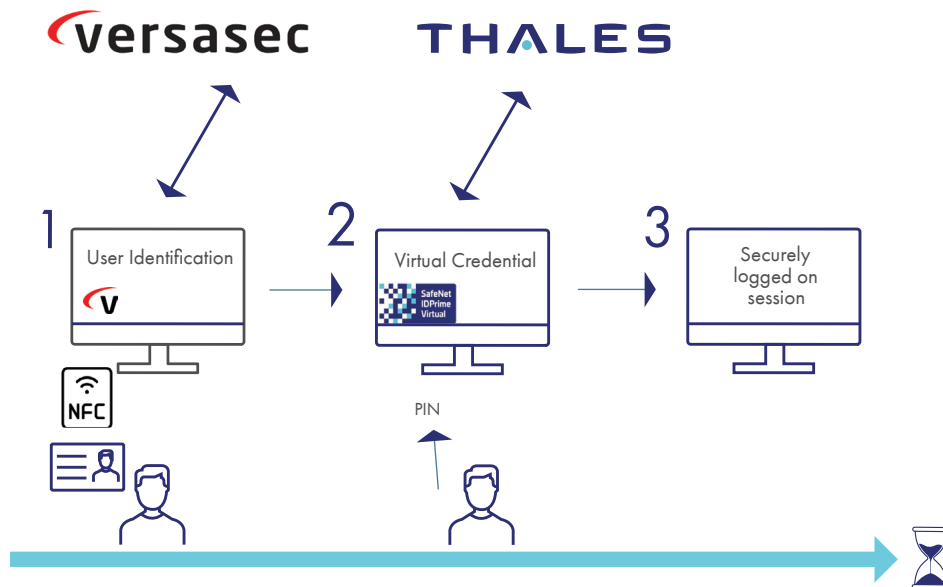 versasec
THALES
1
2
3
User Identification
V
Virtual Credential
SafeNet
IDPrime
Virtual
Securely
logged on
session
NFC
PIN